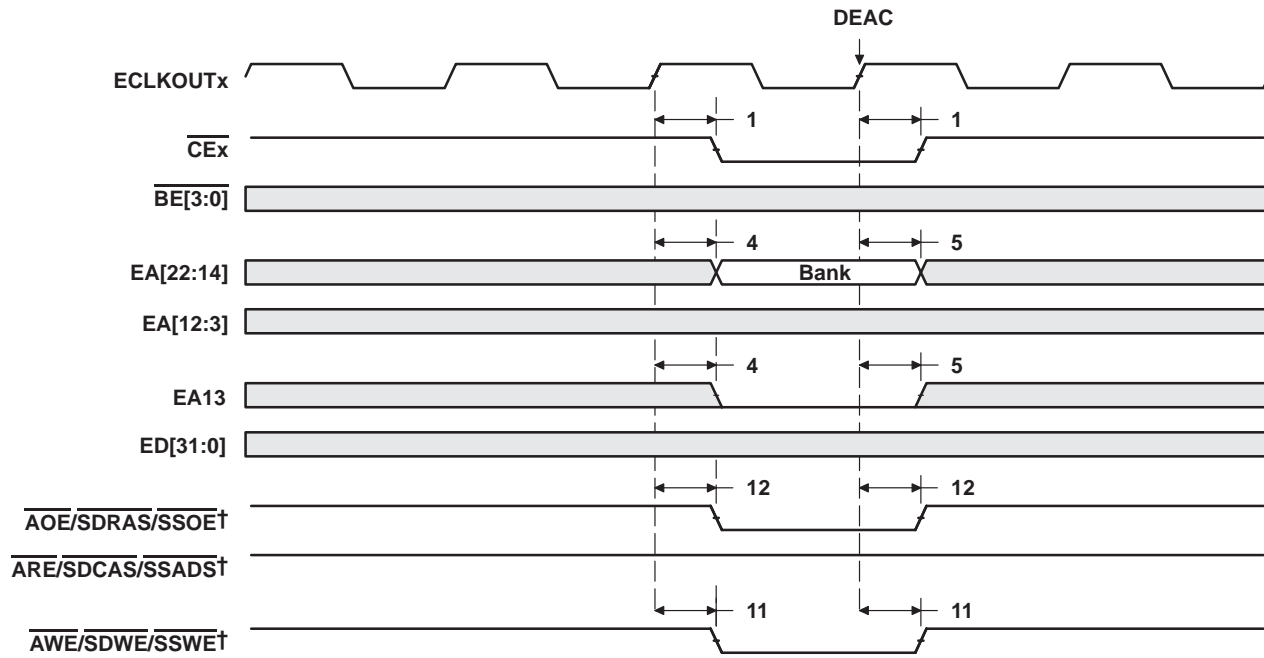 DEAC
ECLKOUTx
1 1
CEx
BE[3:0]
4 5
EA[22:14] Bank
EA[12:3]
4 5
EA13
ED[31:0]
12 12
AOE/SDRAS/SSOE†
ARE/SDCAS/SSADS†
11 11
AWE/SDWE/SSWE†